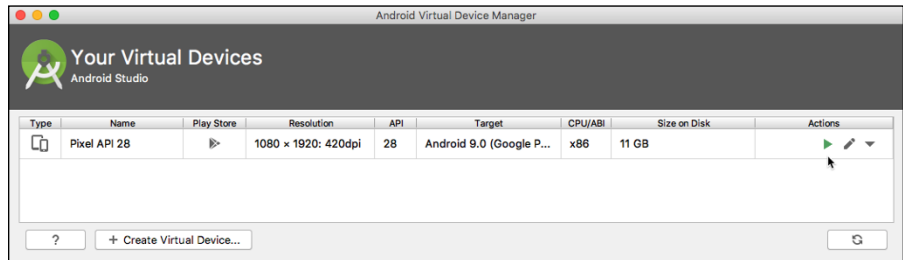 Android Virtual Device Manager
Your Virtual Devices
Android Studio
Type Name Play Store Resolution API Target CPU/ABI Size on Disk Actions
Pixel API 28 1080 × 1920: 420dpi 28 Android 9.0 (Google P... x86 11 GB
? + Create Virtual Device...